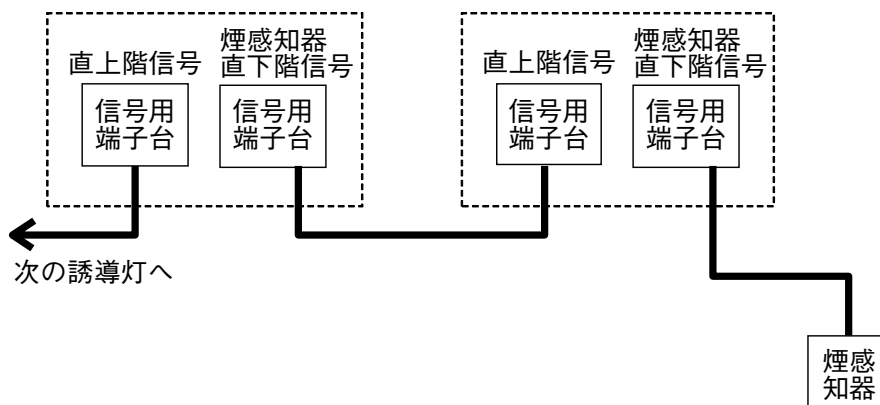 直上階信号
煙感知器
直下階信号
信号用
端子台
信号用
端子台
直上階信号
煙感知器
直下階信号
信号用
端子台
信号用
端子台
次の誘導灯へ
煙感
知器